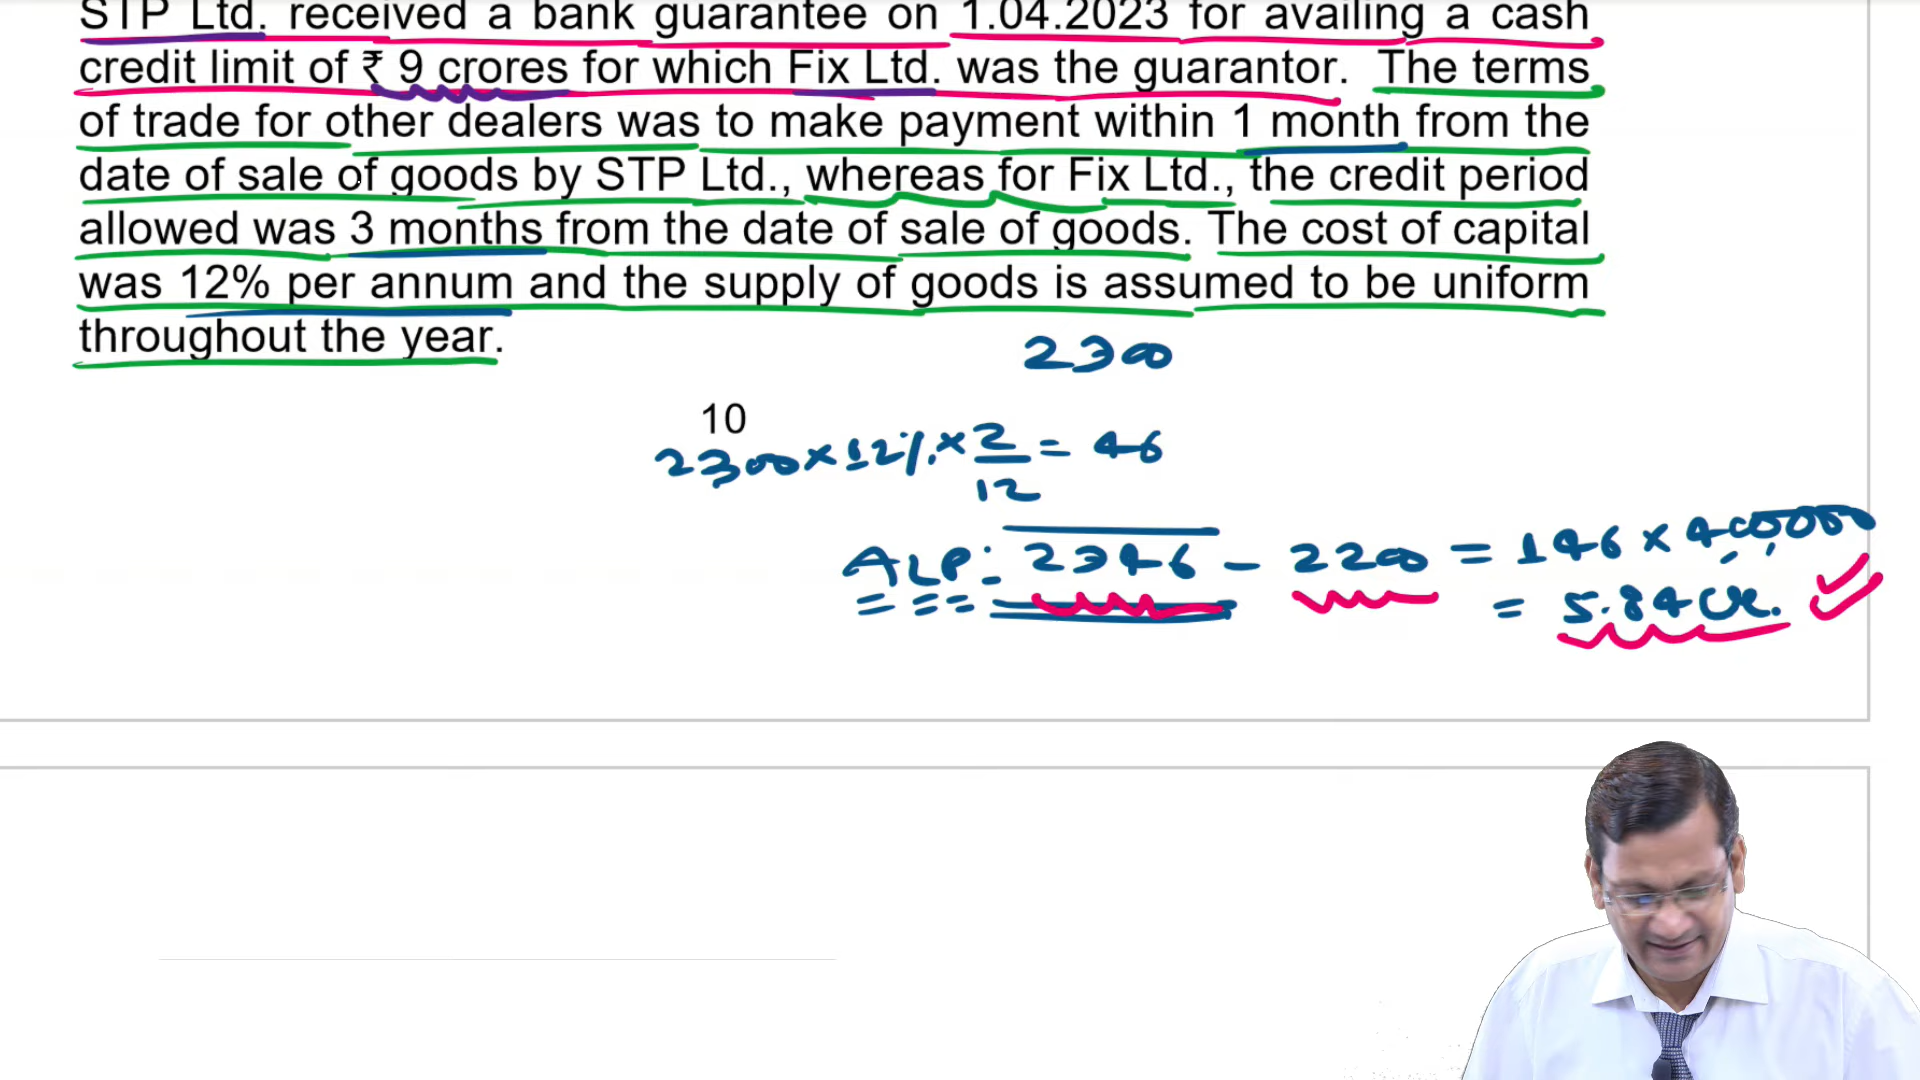 STP Ltd. received a bank guarantee on 1.04.2023 for availing a cash
credit limit of ₹ 9 crores for which Fix Ltd. was the guarantor. The terms
of trade for other dealers was to make payment within 1 month from the
date of sale of goods by STP Ltd., whereas for Fix Ltd., the credit period
allowed was 3 months from the date of sale of goods. The cost of capital
was 12% per annum and the supply of goods is assumed to be uniform
throughout the year.
2300
10
2300 × 12% × 2/12 = 46
ALP: 2346 - 2200 = 146 × 400000
= 5.84 Cr.